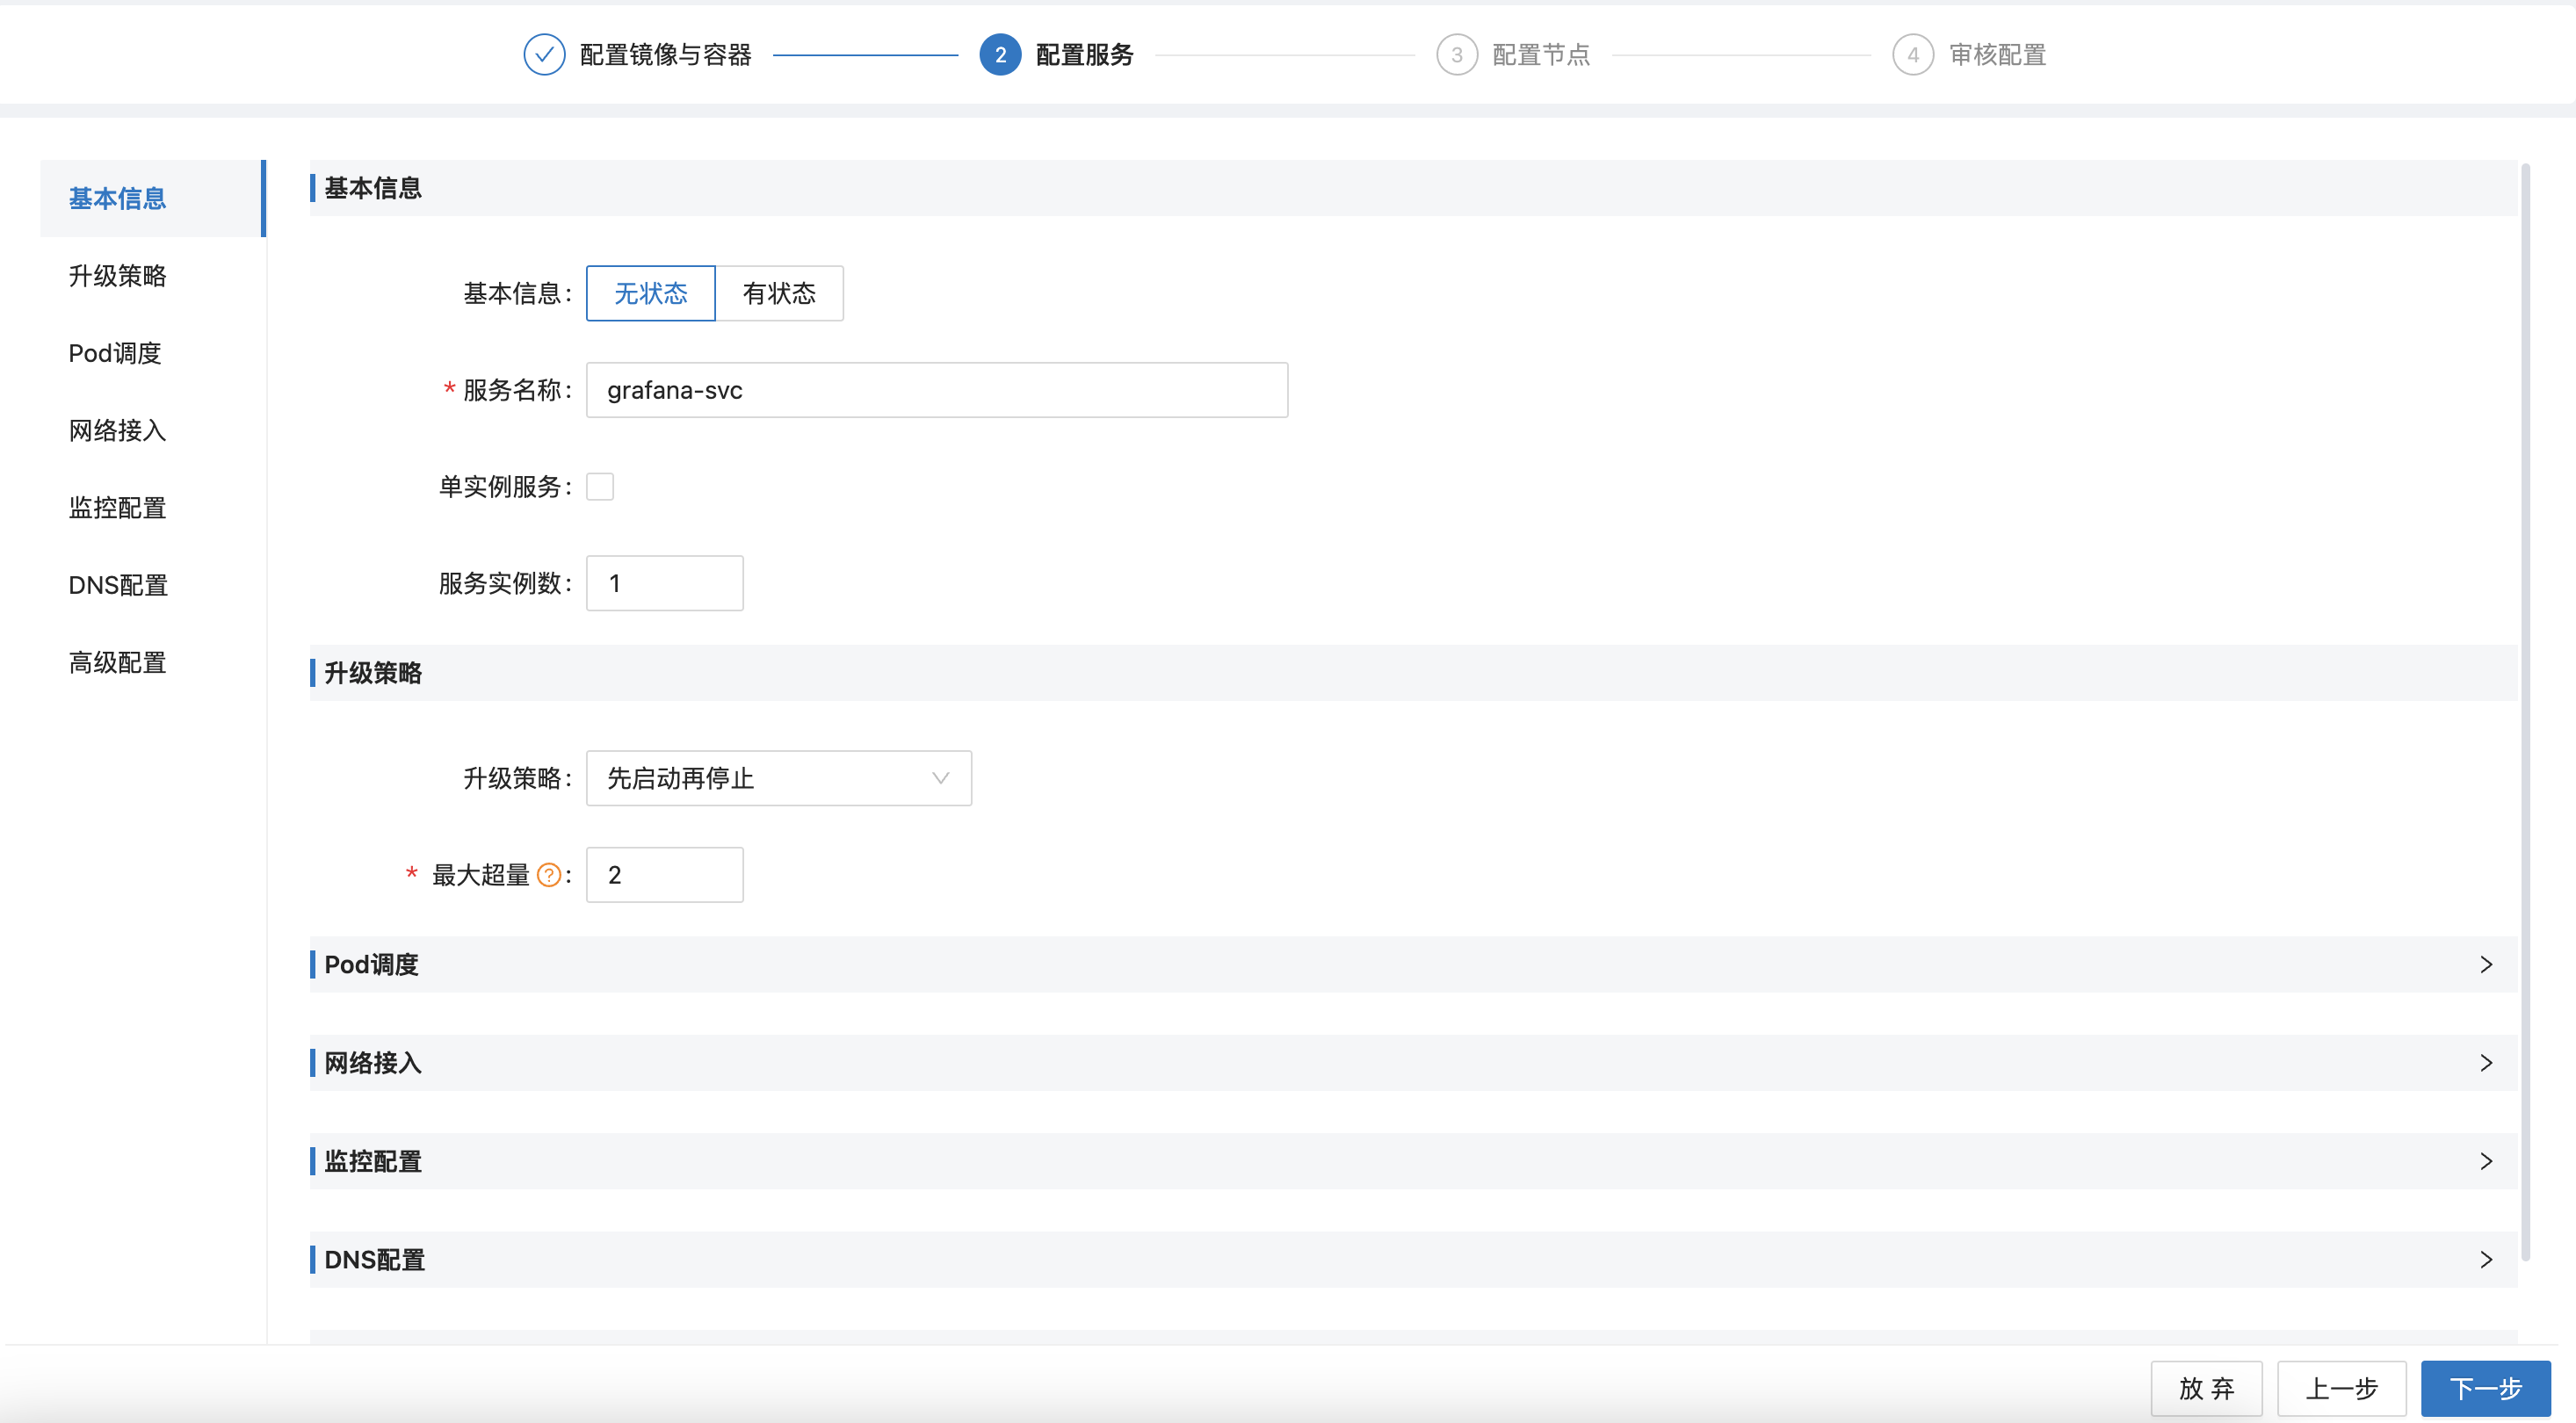 配置镜像与容器
2 配置服务
3 配置节点
4 审核配置
基本信息
升级策略
Pod调度
网络接入
监控配置
DNS配置
高级配置
基本信息
基本信息: 无状态 有状态
* 服务名称: grafana-svc
单实例服务:
服务实例数: 1
升级策略
升级策略: 先启动再停止
* 最大超量 ? : 2
Pod调度
网络接入
监控配置
DNS配置
放 弃 上一步 下一步